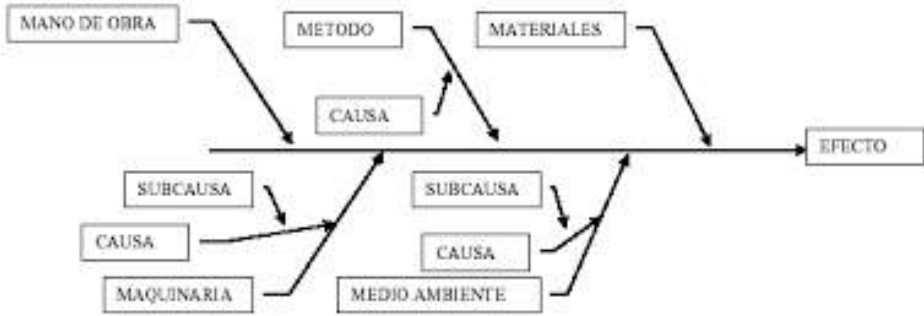 MANO DE OBRA
METODO
MATERIALES
CAUSA
EFECTO
SUBCAUSA
SUBCAUSA
CAUSA
CAUSA
MAQUINARIA
MEDIO AMBIENTE